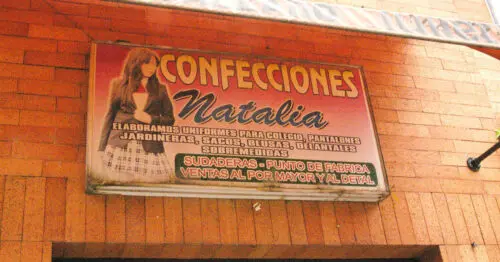 CONFECCIONES
Natalia
ELABORAMOS UNIFORMES PARA COLEGIO, PANTALONES
JARDINERAS, SACOS, BLUSAS, DELANTALES
SOBREMEDIDAS
SUDADERAS - PUNTO DE FABRICA
VENTAS AL POR MAYOR Y AL DETAL